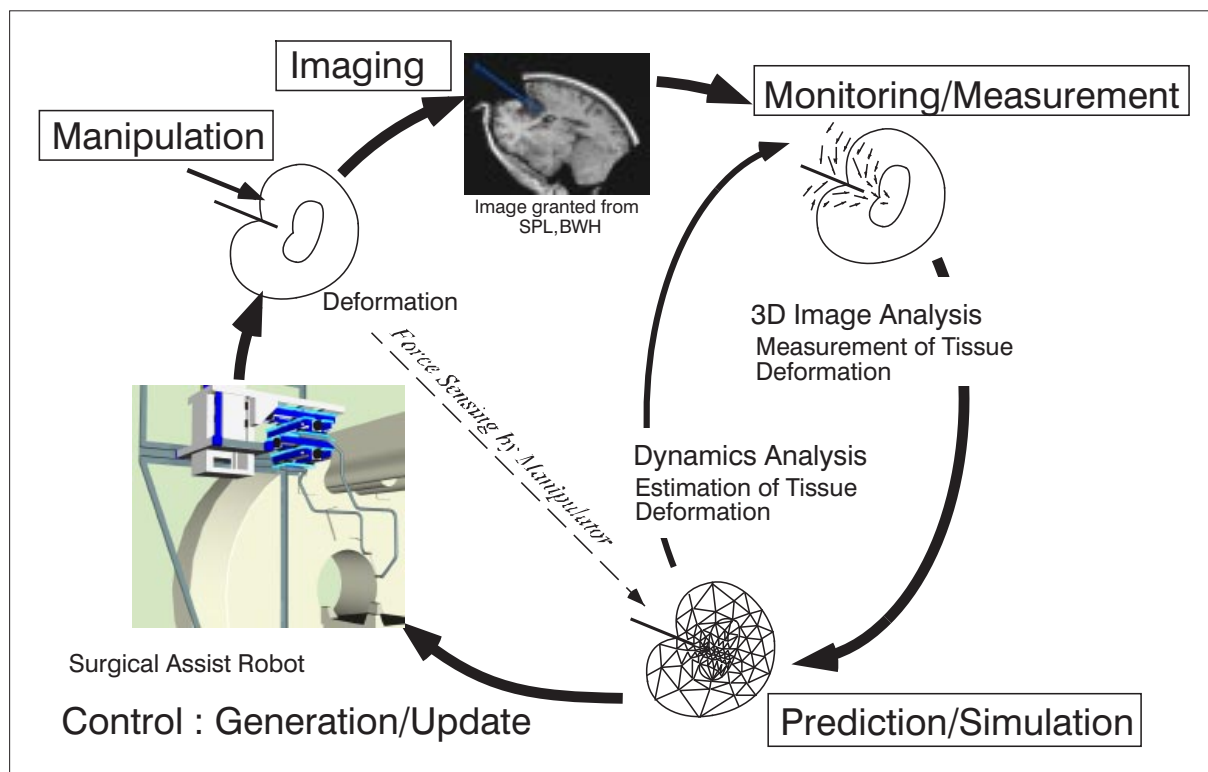 Imaging
Manipulation
Monitoring/Measurement
Image granted from
SPL,BWH
Deformation
3D Image Analysis
Measurement of Tissue
Deformation
Force Sensing by Manipulator
Dynamics Analysis
Estimation of Tissue
Deformation
Surgical Assist Robot
Control : Generation/Update
Prediction/Simulation